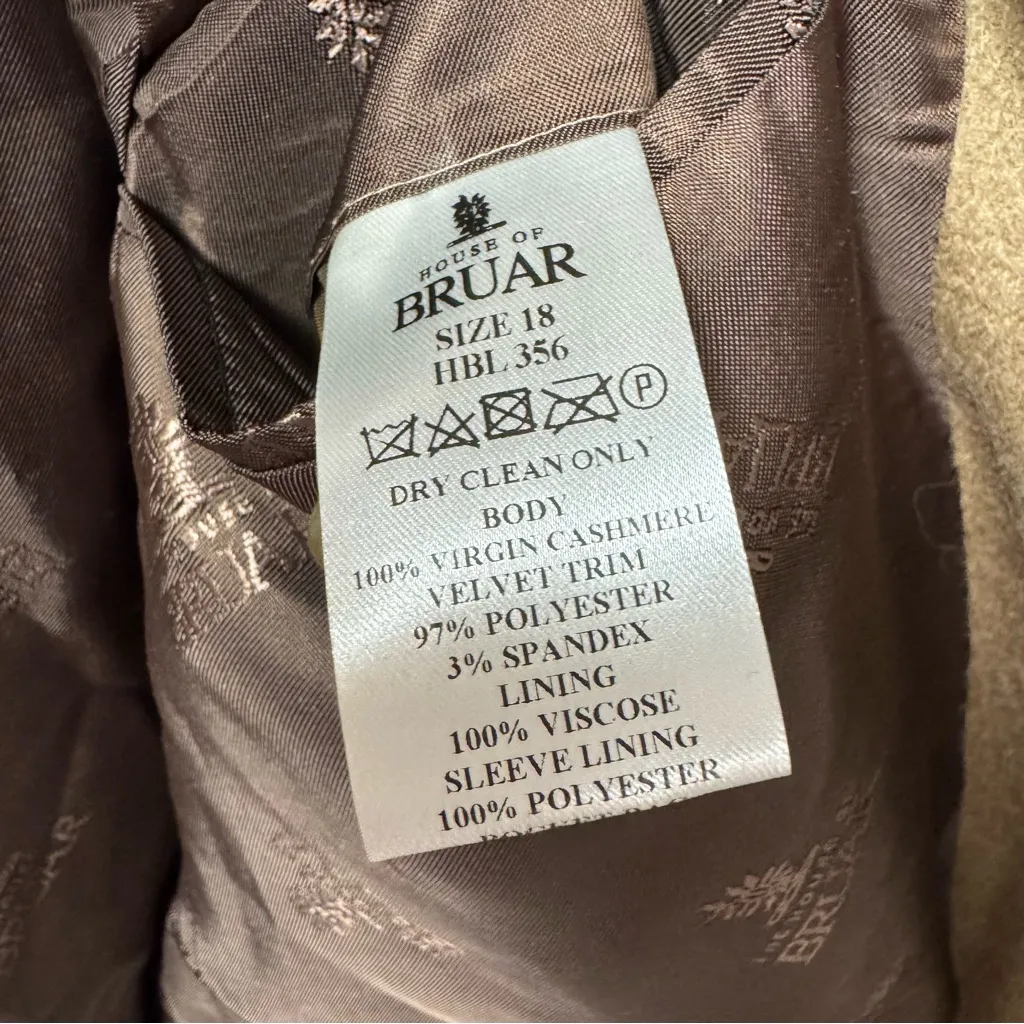 HOUSE OF
BRUAR
SIZE 18
HBL 356
P
DRY CLEAN ONLY
BODY
100% VIRGIN CASHMERE
VELVET TRIM
97% POLYESTER
3% SPANDEX
LINING
100% VISCOSE
SLEEVE LINING
100% POLYESTER
BRUAR